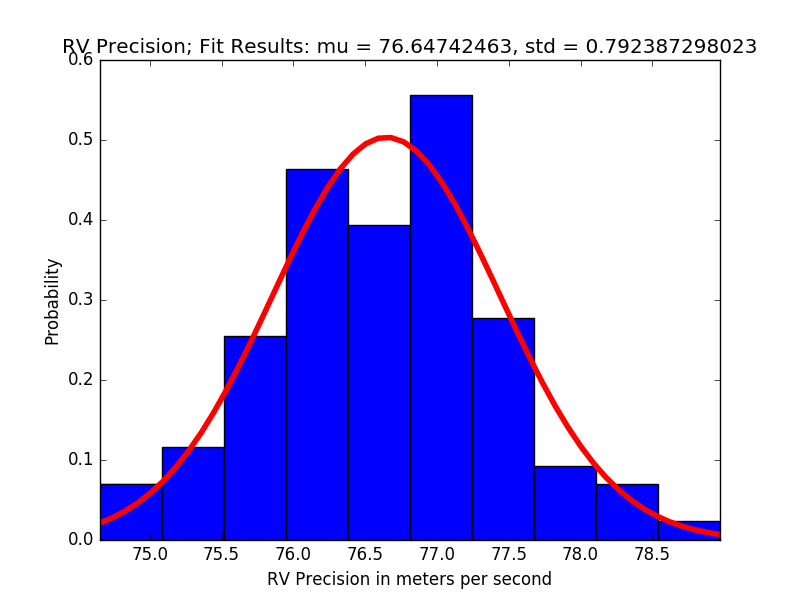 RV Precision; Fit Results: mu = 76.64742463, std = 0.792387298023
0.6
0.5
0.4
0.3
0.2
0.1
0.0
Probability
75.0 75.5 76.0 76.5 77.0 77.5 78.0 78.5
RV Precision in meters per second